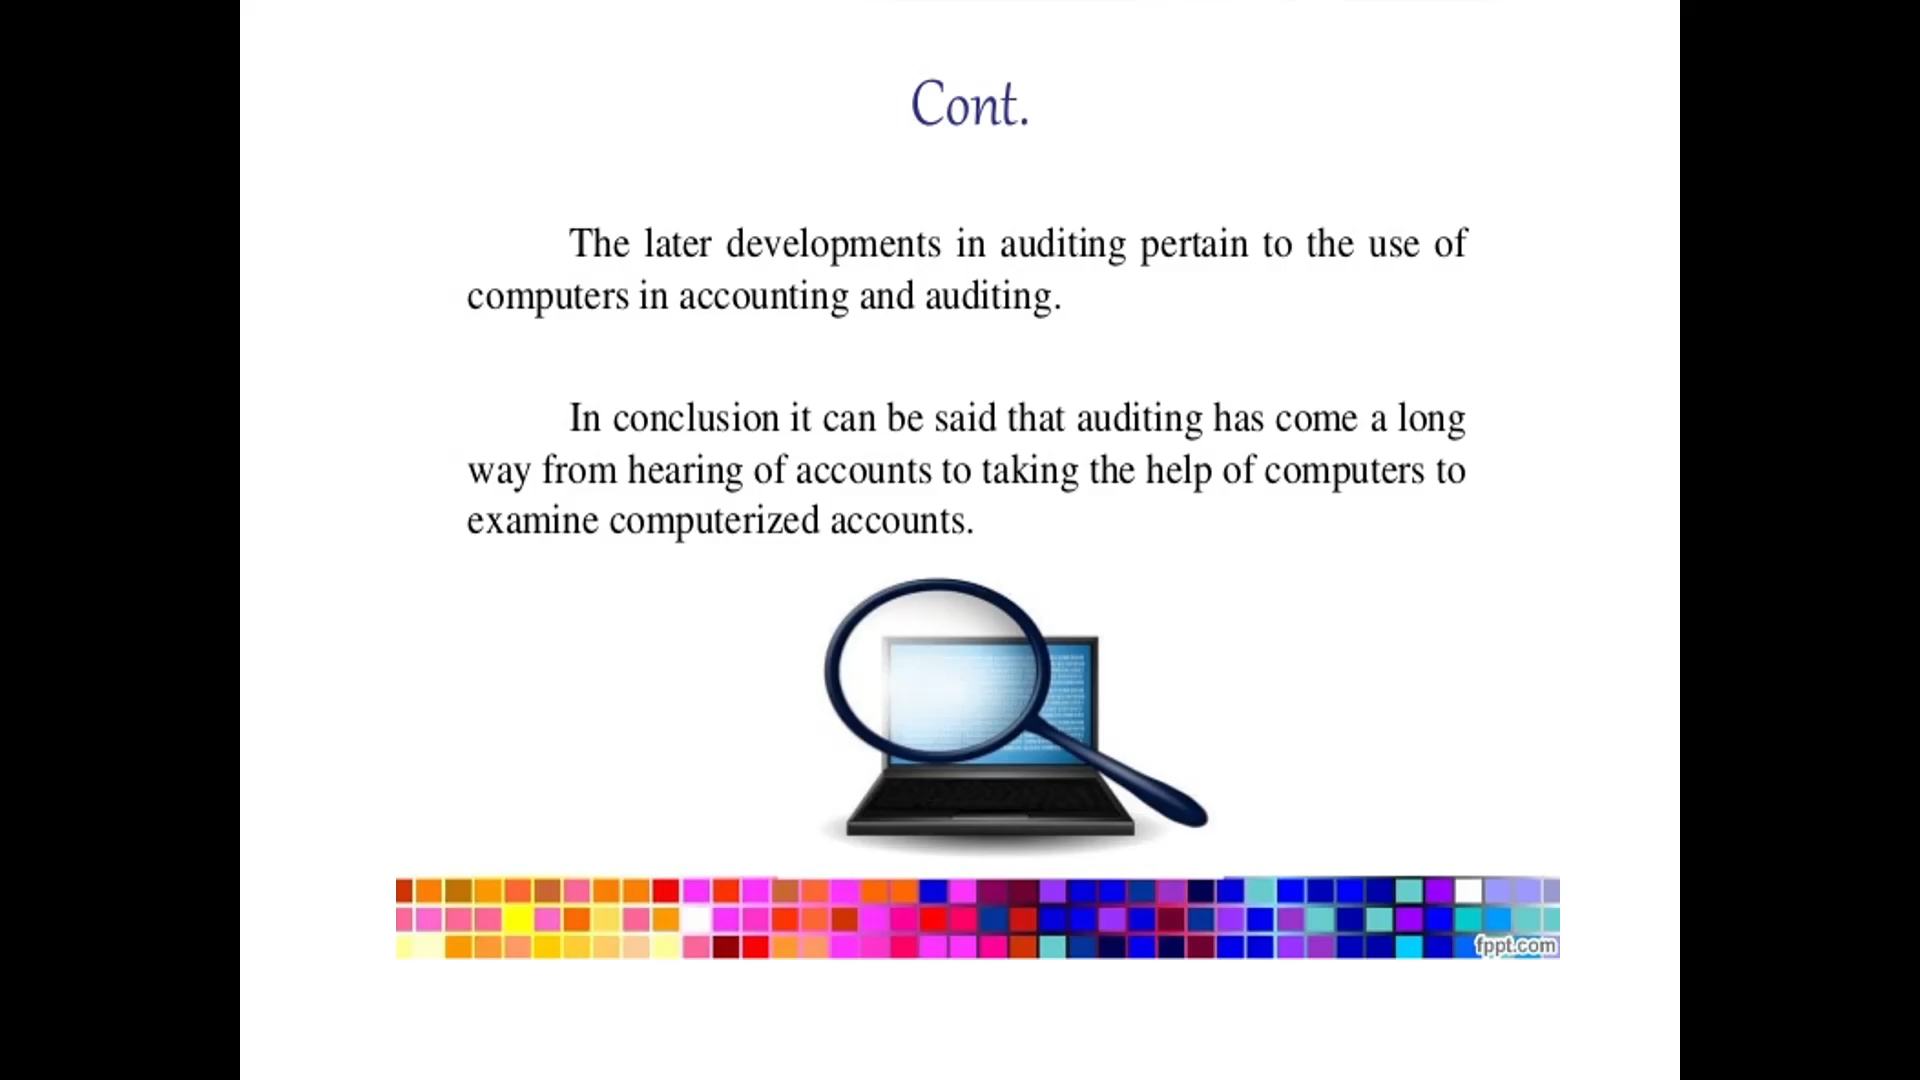 Cont.
The later developments in auditing pertain to the use of
computers in accounting and auditing.
In conclusion it can be said that auditing has come a long
way from hearing of accounts to taking the help of computers to
examine computerized accounts.
fppt.com